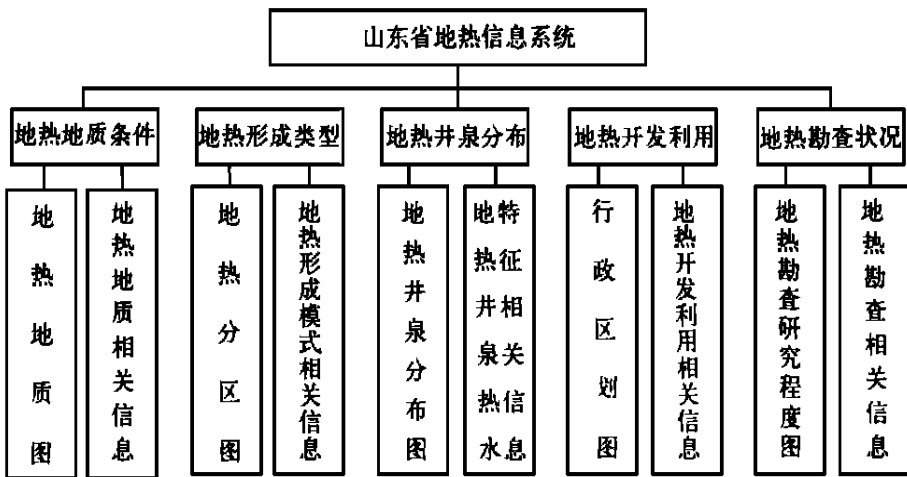 山东省地热信息系统
地热地质条件
地热形成类型
地热井泉分布
地热开发利用
地热勘查状况
地热地质图
地热地质相关信息
地热分区图
地热形成模式相关信息
地热井泉分布图
地热井泉热水
特征相关信息
行政区划图
地热开发利用相关信息
地热勘查研究程度图
地热勘查相关信息